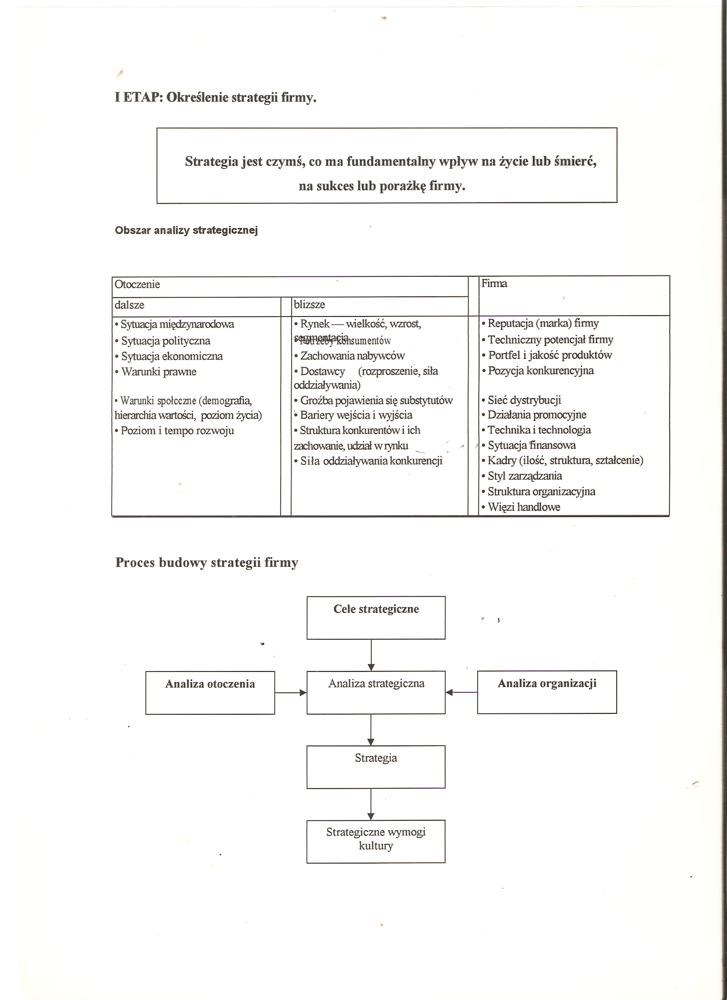 I ETAP: Określenie strategii firmy.
Strategia jest czymś, co ma fundamentalny wpływ na życie lub śmierć,
na sukces lub porażkę firmy.
Obszar analizy strategicznej
Otoczenie
Firma
dalsze
blizsze
• Sytuacja międzynarodowa
• Sytuacja polityczna
• Sytuacja ekonomiczna
• Warunki prawne
• Warunki społeczne (demografia,
hierarchia wartości, poziom życia)
• Poziom i tempo rozwoju
• Rynek — wielkość, wzrost,
segmentacja
• Potrzeby konsumentów
• Zachowania nabywców
• Dostawcy (rozproszenie, siła
oddziaływania)
• Groźba pojawienia się substytutów
• Bariery wejścia i wyjścia
• Struktura konkurentów i ich
zachowanie, udział w rynku
• Siła oddziaływania konkurencji
• Reputacja (marka) firmy
• Techniczny potencjał firmy
• Portfel i jakość produktów
• Pozycja konkurencyjna
• Sieć dystrybucji
• Działania promocyjne
• Technika i technologia
• Sytuacja finansowa
• Kadry (ilość, struktura, ształcenie)
• Styl zarządzania
• Struktura organizacyjna
• Więzi handlowe
Proces budowy strategii firmy
Cele strategiczne
Analiza otoczenia
Analiza strategiczna
Analiza organizacji
Strategia
Strategiczne wymogi
kultury